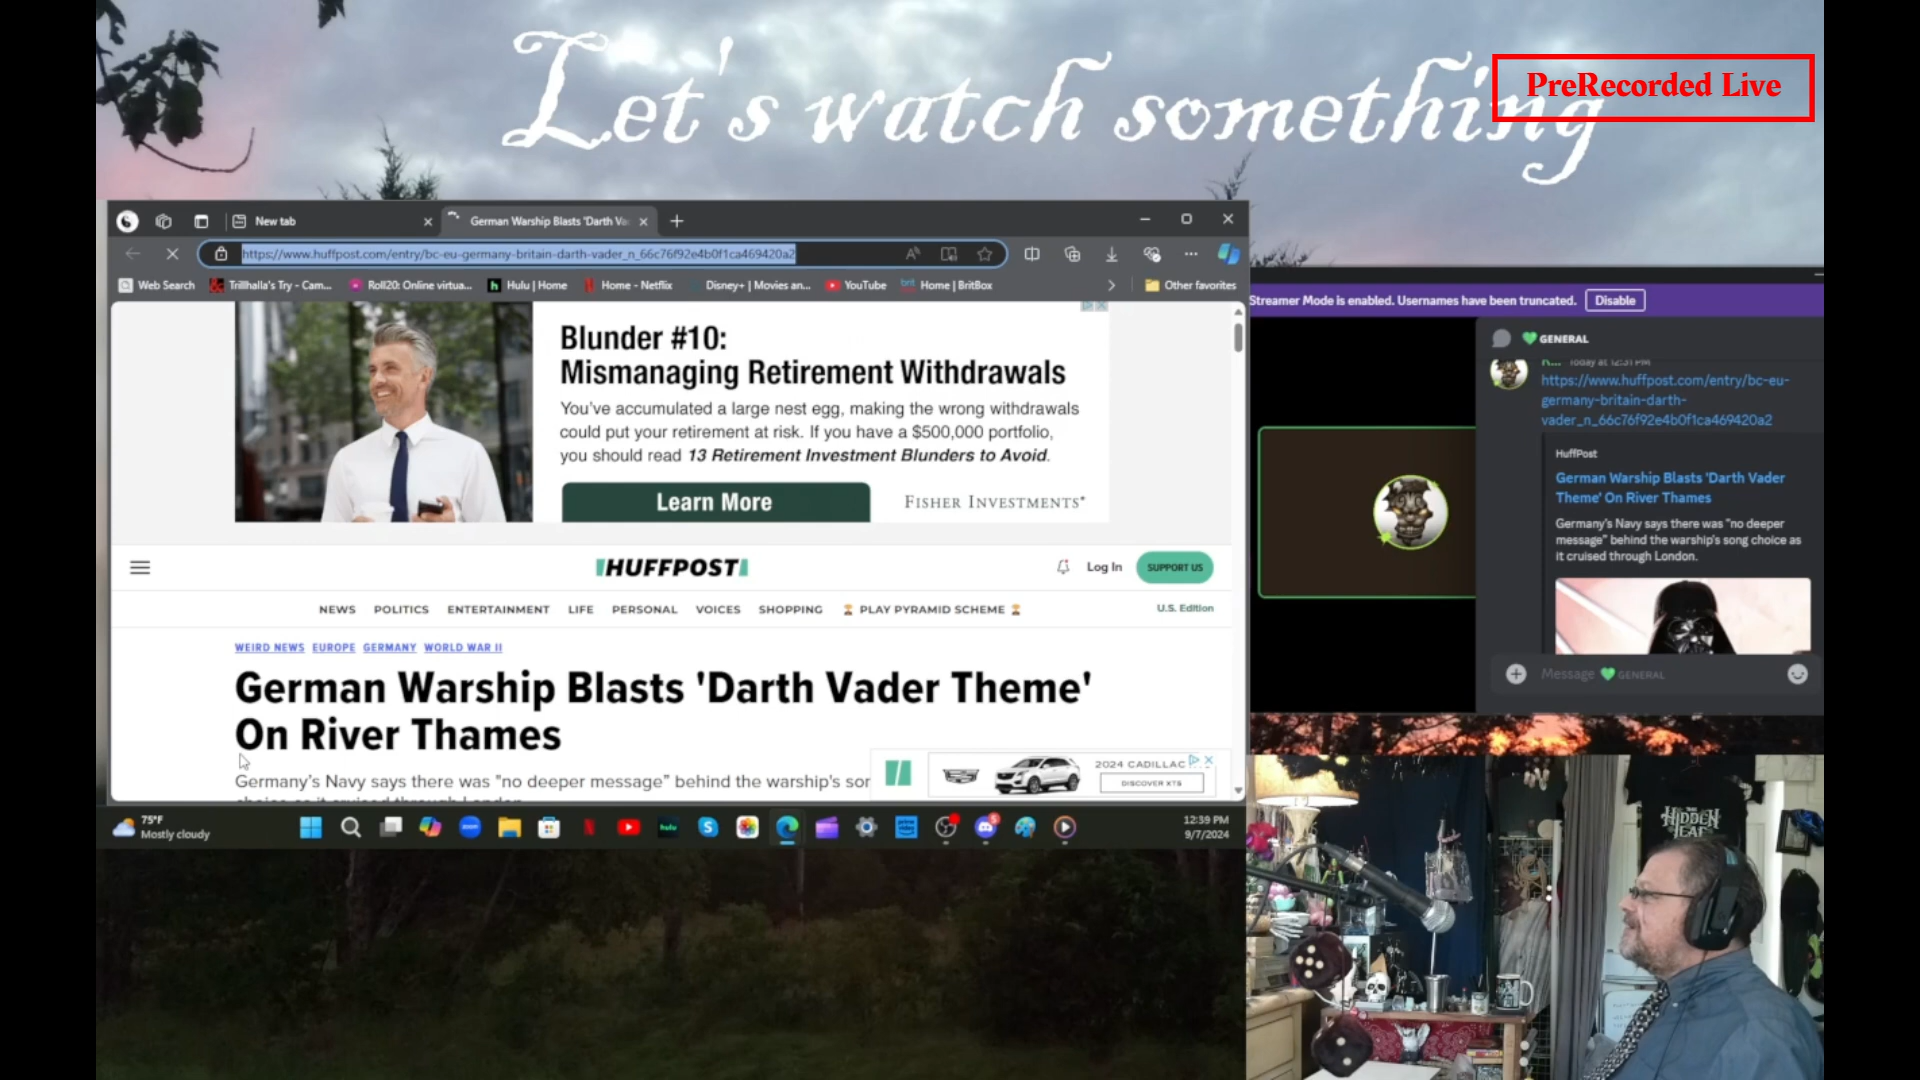 Let's watch something
PreRecorded Live
New tab
German Warship Blasts 'Darth Va
https://www.huffpost.com/entry/bc-eu-germany-britain-darth-vader_n_66c76f92e4b0f1ca469420a2
Web Search
Trillhalla's Try - Cam...
Roll20: Online virtua...
Hulu | Home
Home - Netflix
Disney+ | Movies an...
YouTube
Home | BritBox
Other favorites
Blunder #10:
Mismanaging Retirement Withdrawals
You've accumulated a large nest egg, making the wrong withdrawals
could put your retirement at risk. If you have a $500,000 portfolio,
you should read 13 Retirement Investment Blunders to Avoid.
Learn More
FISHER INVESTMENTS
HUFFPOST
Log In
SUPPORT US
NEWS POLITICS ENTERTAINMENT LIFE PERSONAL VOICES SHOPPING PLAY PYRAMID SCHEME
U.S. Edition
WEIRD NEWS EUROPE GERMANY WORLD WAR II
German Warship Blasts 'Darth Vader Theme'
On River Thames
Germany's Navy says there was "no deeper message" behind the warship's sor
2024 CADILLAC
DISCOVER XT5
75°F
Mostly cloudy
12:39 PM
9/7/2024
Streamer Mode is enabled. Usernames have been truncated.
Disable
GENERAL
Today at 12:31 PM
https://www.huffpost.com/entry/bc-eu-
germany-britain-darth-
vader_n_66c76f92e4b0f1ca469420a2
HuffPost
German Warship Blasts 'Darth Vader
Theme' On River Thames
Germany's Navy says there was "no deeper
message" behind the warship's song choice as
it cruised through London.
Message GENERAL
THE
HIDDEN
LEAF